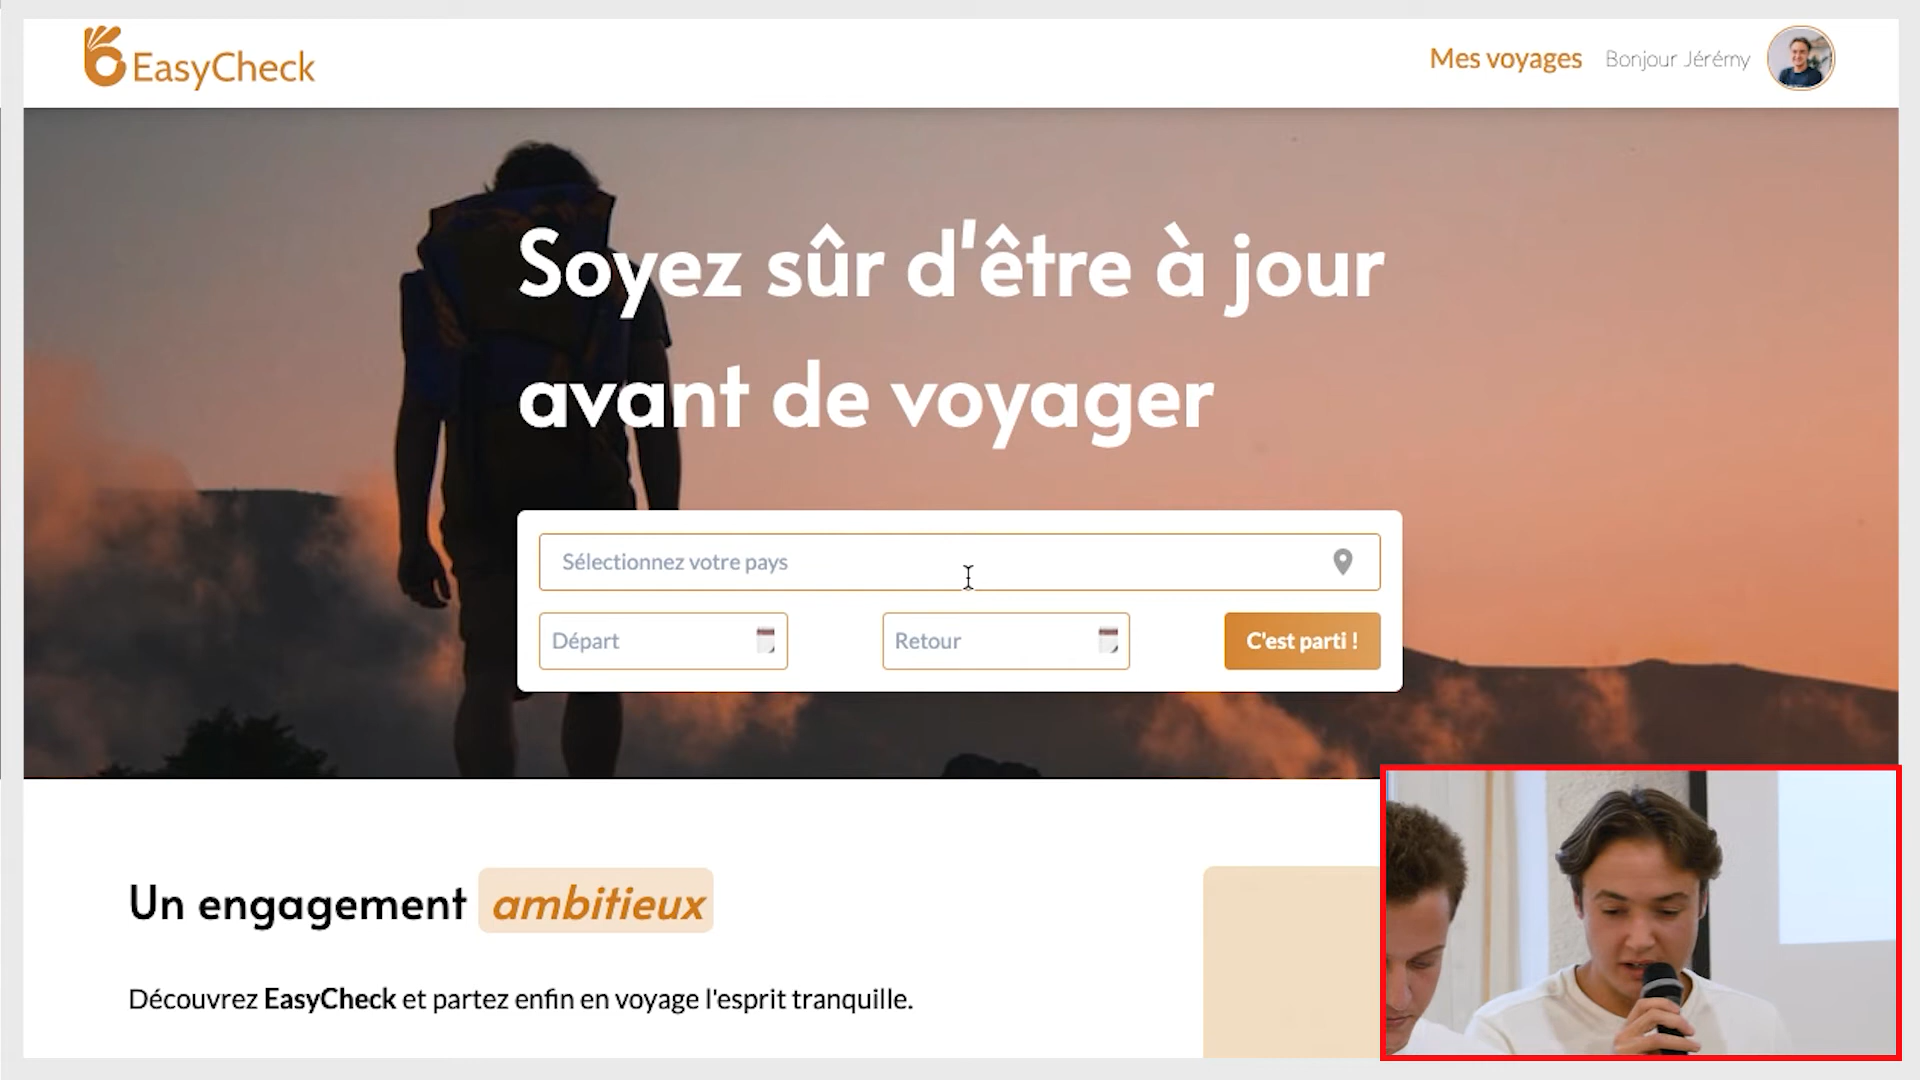 EasyCheck
Mes voyages
Bonjour Jérémy
Soyez sûr d'être à jour
avant de voyager
Sélectionnez votre pays
Départ
Retour
C'est parti !
Un engagement ambitieux
Découvrez EasyCheck et partez enfin en voyage l'esprit tranquille.